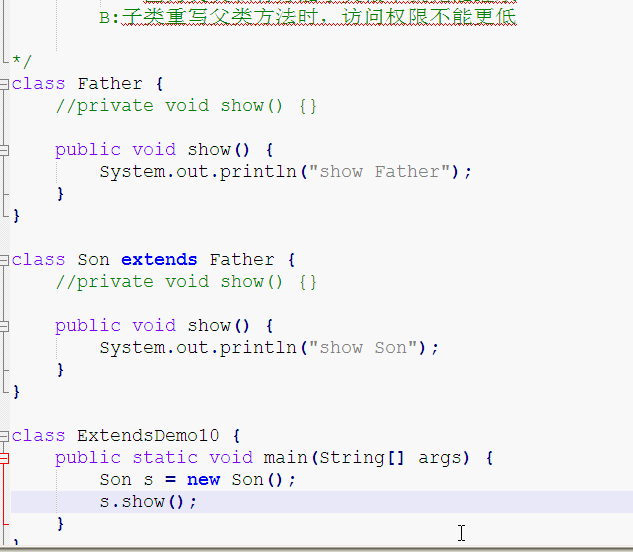 B:子类重写父类方法时，访问权限不能更低
*/
class Father {
//private void show() {}
public void show() {
System.out.println("show Father");
}
}
class Son extends Father {
//private void show() {}
public void show() {
System.out.println("show Son");
}
}
class ExtendsDemo10 {
public static void main(String[] args) {
Son s = new Son();
s.show();
}